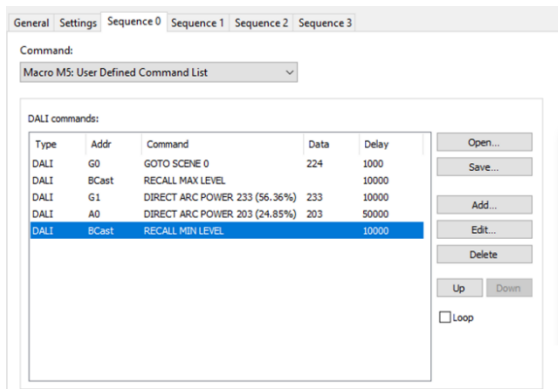 General Settings Sequence 0 Sequence 1 Sequence 2 Sequence 3
Command:
Macro M5: User Defined Command List
DALI commands:
Type Addr Command Data Delay
DALI G0 GOTO SCENE 0 224 1000
DALI BCast RECALL MAX LEVEL 10000
DALI G1 DIRECT ARC POWER 233 (56.36%) 233 10000
DALI A0 DIRECT ARC POWER 203 (24.85%) 203 50000
DALI BCast RECALL MIN LEVEL 10000
Open...
Save...
Add...
Edit...
Delete
Up Down
Loop